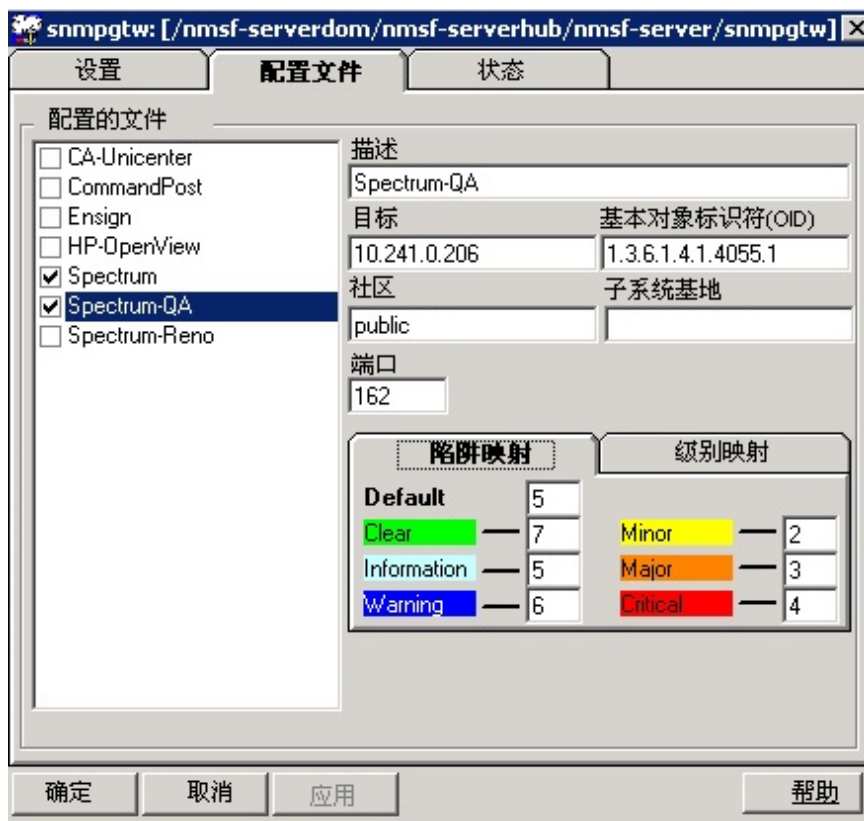 snmpgtw: [/nmsf-serverdom/nmsf-serverhub/nmsf-server/snmpgtw]
设置 配置文件 状态
配置的文件
CA-Unicenter
CommandPost
Ensign
HP-OpenView
Spectrum
Spectrum-QA
Spectrum-Reno
描述
Spectrum-QA
目标 基本对象标识符(OID)
10.241.0.206 1.3.6.1.4.1.4055.1
社区 子系统基地
public
端口
162
陷阱映射 级别映射
Default 5
Clear 7 Minor 2
Information 5 Major 3
Warning 6 Critical 4
确定 取消 应用 帮助